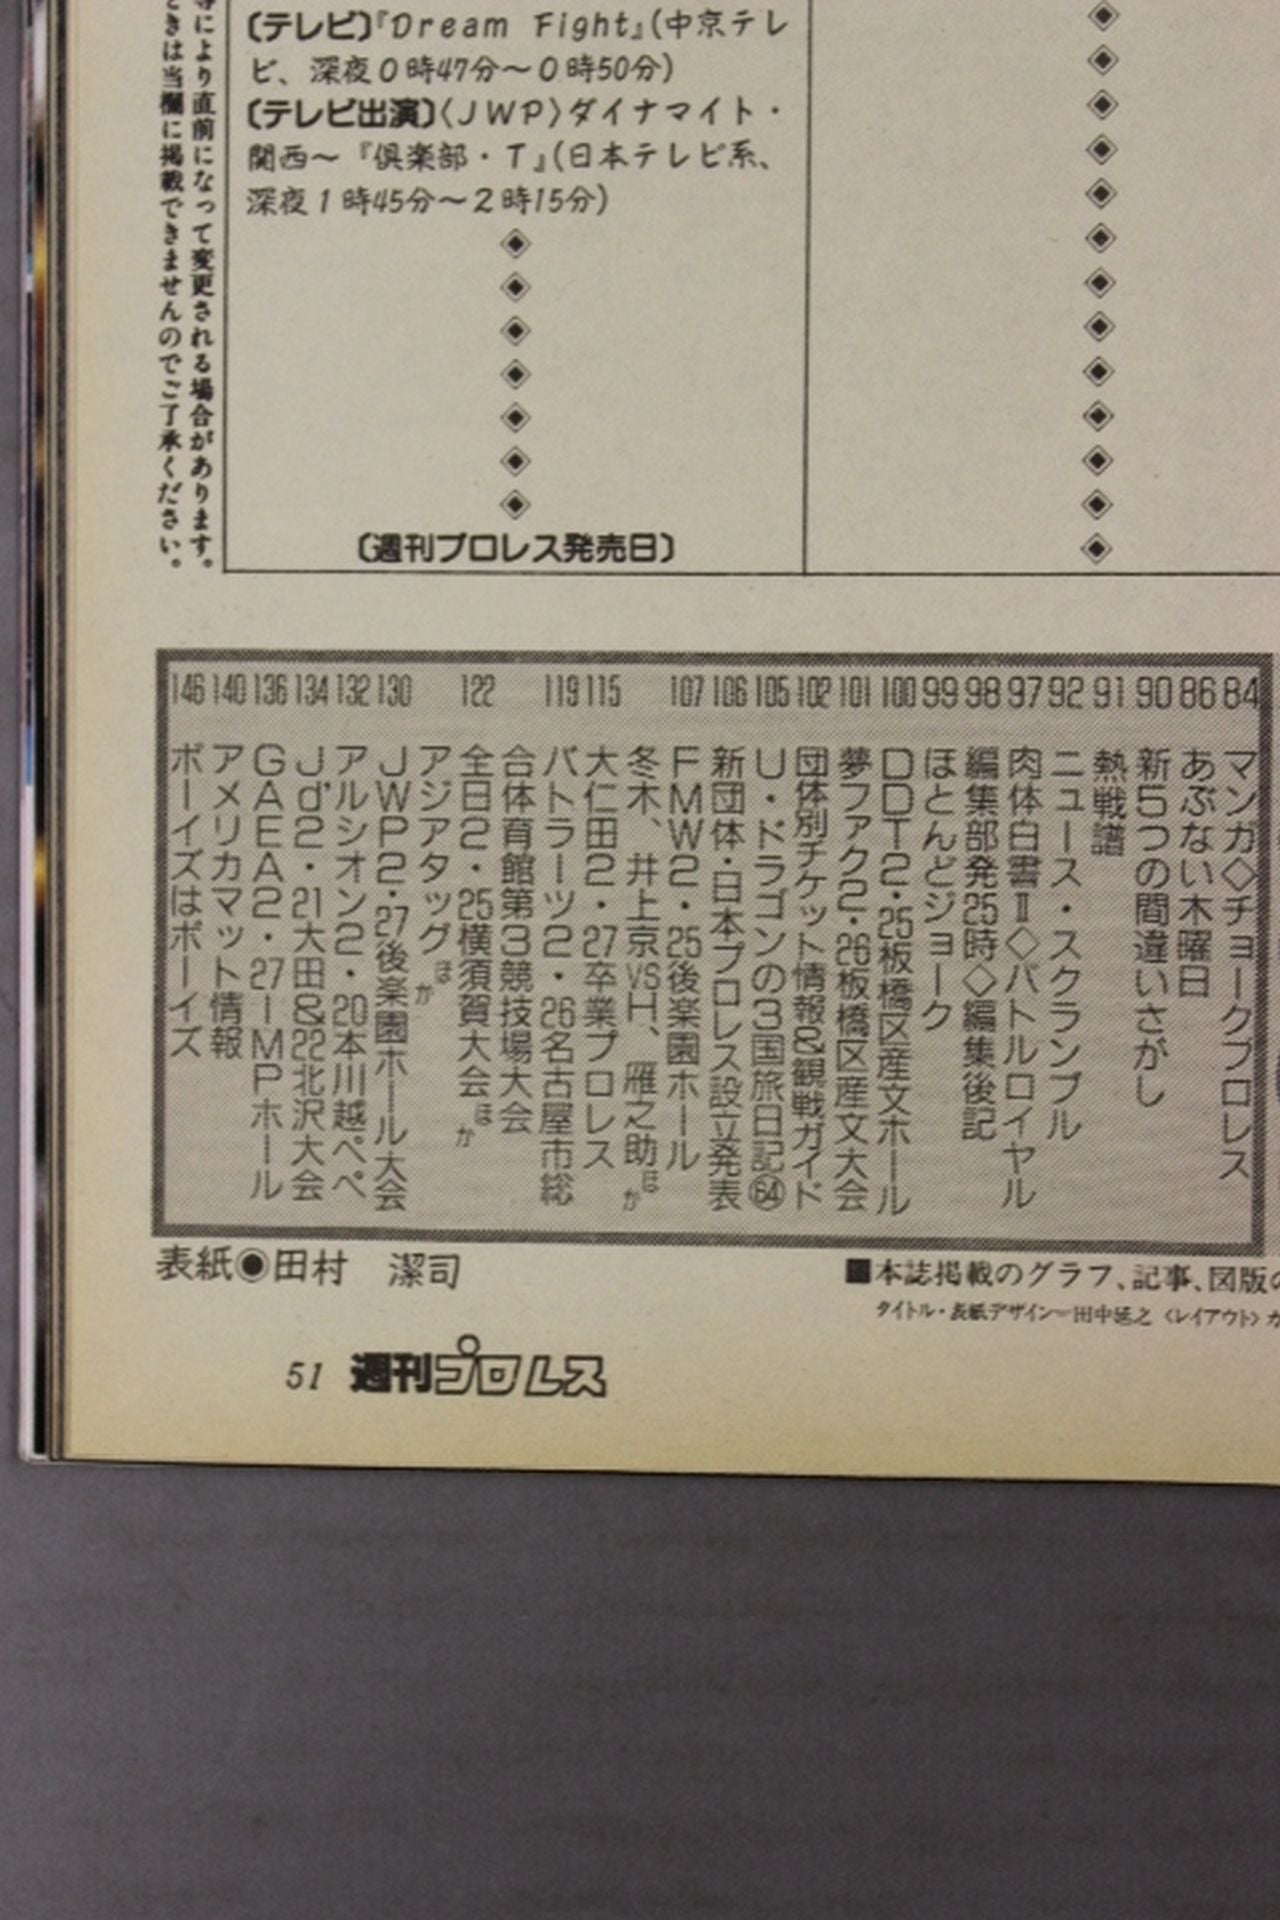 〔テレビ〕『Dream Fight』(中京テレ
ビ、深夜0時47分〜0時50分)
〔テレビ出演〕〈JWP〉ダイナマイト・
関西〜『倶楽部・T』(日本テレビ系、
深夜1時45分〜2時15分)
〔週刊プロレス発売日〕
により直前になって変更される場合があります。
きは当欄に掲載できませんのでご了承ください。
84 マンガ◇チョークプロレス
86 あぶない木曜日
90 新5つの間違いさがし
91 熱戦譜
92 ニュース・スクランブル
97 肉体白書Ⅱ◇バトルロイヤル
98 編集部発25時◇編集後記
99 ほとんどジョーク
100 DDT2・25板橋区産文ホール
101 夢ファク2・26板橋区産文大会
102 団体別チケット情報&観戦ガイド
105 U・ドラゴンの3国旅日記64
106 新団体・日本プロレス設立発表
107 FMW2・25後楽園ホール
冬木、井上京VSH、雁之助ほか
115 大仁田2・27卒業プロレス
119 バトラーツ2・26名古屋市総
合体育館第3競技場大会
122 全日2・25横須賀大会ほか
アジアタッグほか
130 JWP2・27後楽園ホール大会
132 アルシオン2・20本川越ペペ
134 Jd'2・21大田&22北沢大会
136 GAEA2・27ーMPホール
140 アメリカマット情報
146 ボーイズはボーイズ
表紙◉田村 潔司
■本誌掲載のグラフ、記事、図版の
タイトル・表紙デザイン=田中延之〈レイアウト〉カ
51 週刊プロレス